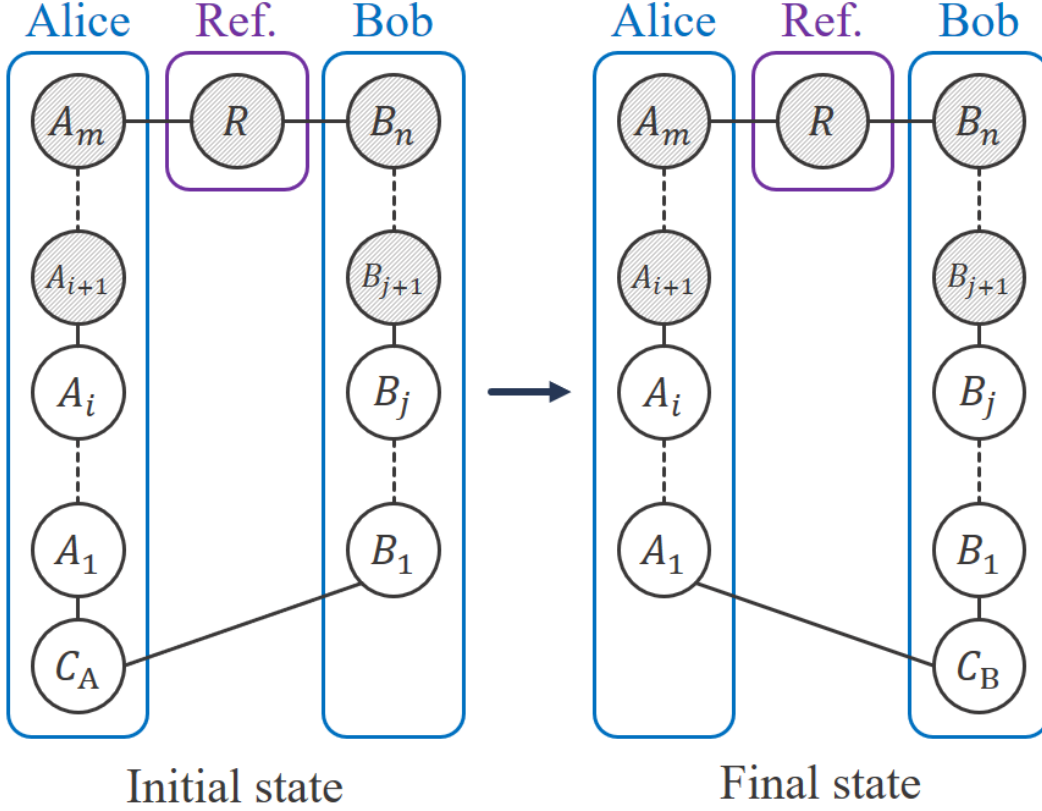 Alice Ref. Bob Alice Ref. Bob
A_m R B_n A_m R B_n
A_{i+1} B_{j+1} A_{i+1} B_{j+1}
A_i B_j A_i B_j
A_1 B_1 A_1 B_1
C_A C_B
Initial state Final state